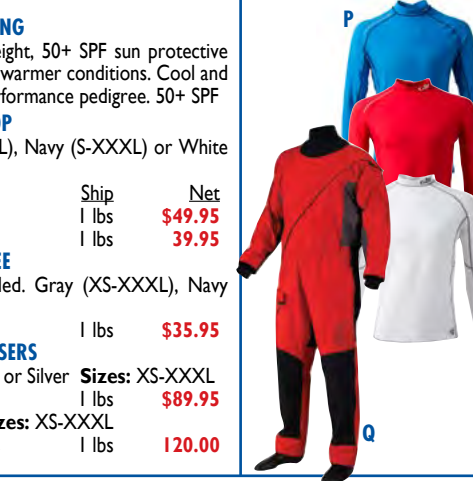 NG
ight, 50+ SPF sun protective
warmer conditions. Cool and
formance pedigree. 50+ SPF
OP
L), Navy (S-XXXL) or White
Ship Net
1 lbs $49.95
1 lbs 39.95
EE
led. Gray (XS-XXXL), Navy
1 lbs $35.95
SERS
or Silver Sizes: XS-XXXL
1 lbs $89.95
zes: XS-XXXL
1 lbs 120.00
P
Q